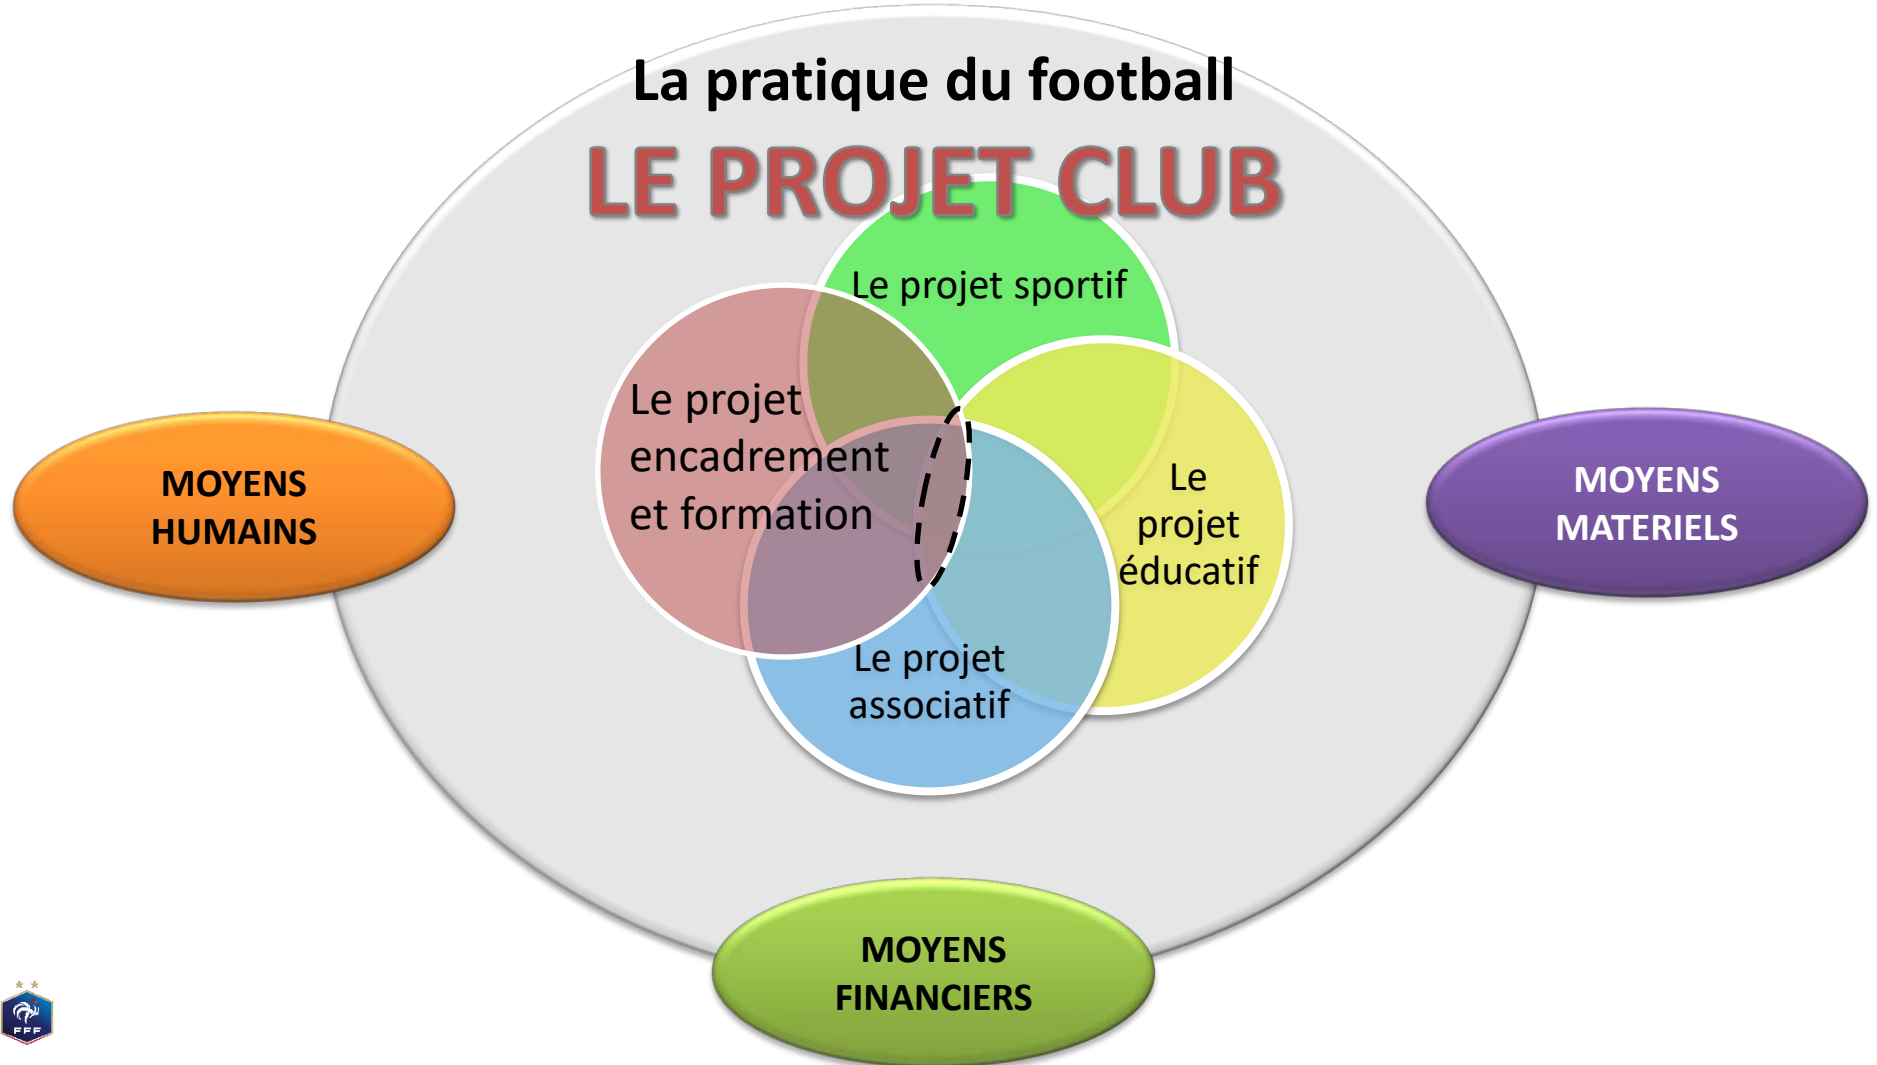 La pratique du football
LE PROJET CLUB
Le projet sportif
Le projet
encadrement
et formation
Le
projet
éducatif
Le projet
associatif
MOYENS
HUMAINS
MOYENS
MATERIELS
MOYENS
FINANCIERS
FFF